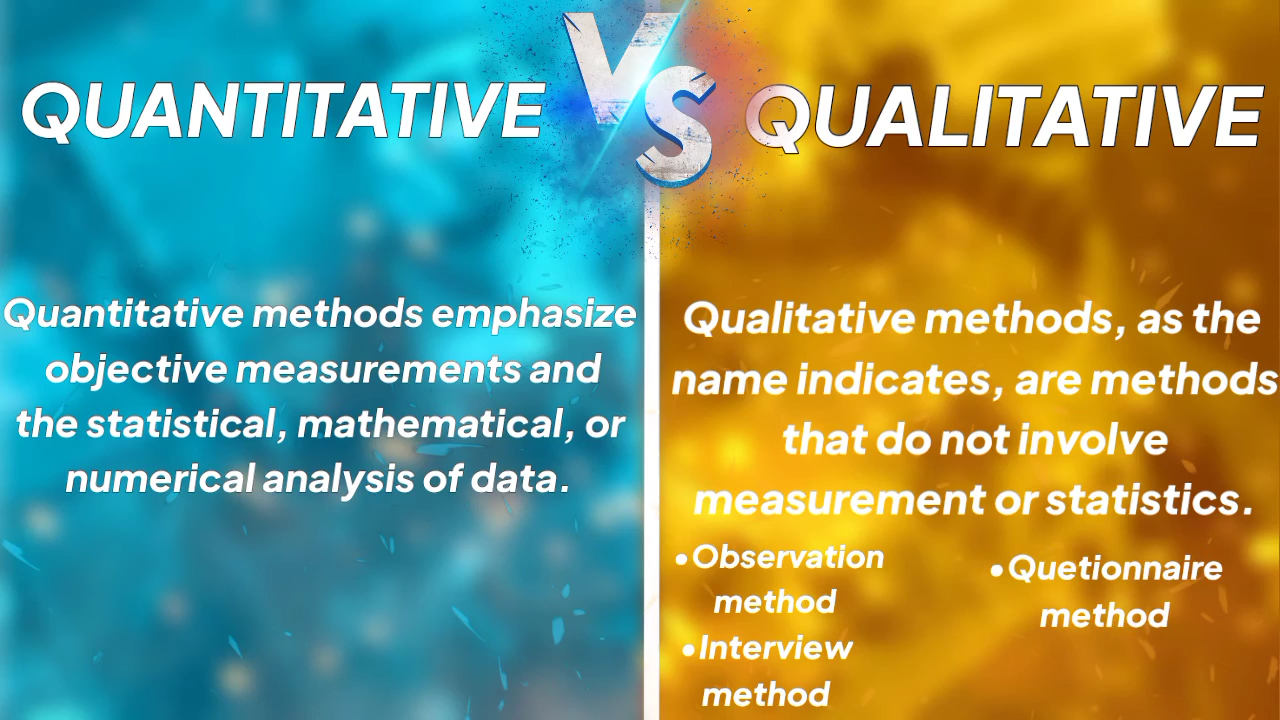 QUANTITATIVE
VS
QUALITATIVE
Quantitative methods emphasize
objective measurements and
the statistical, mathematical, or
numerical analysis of data.
Qualitative methods, as the
name indicates, are methods
that do not involve
measurement or statistics.
•Observation
method
•Interview
method
•Quetionnaire
method